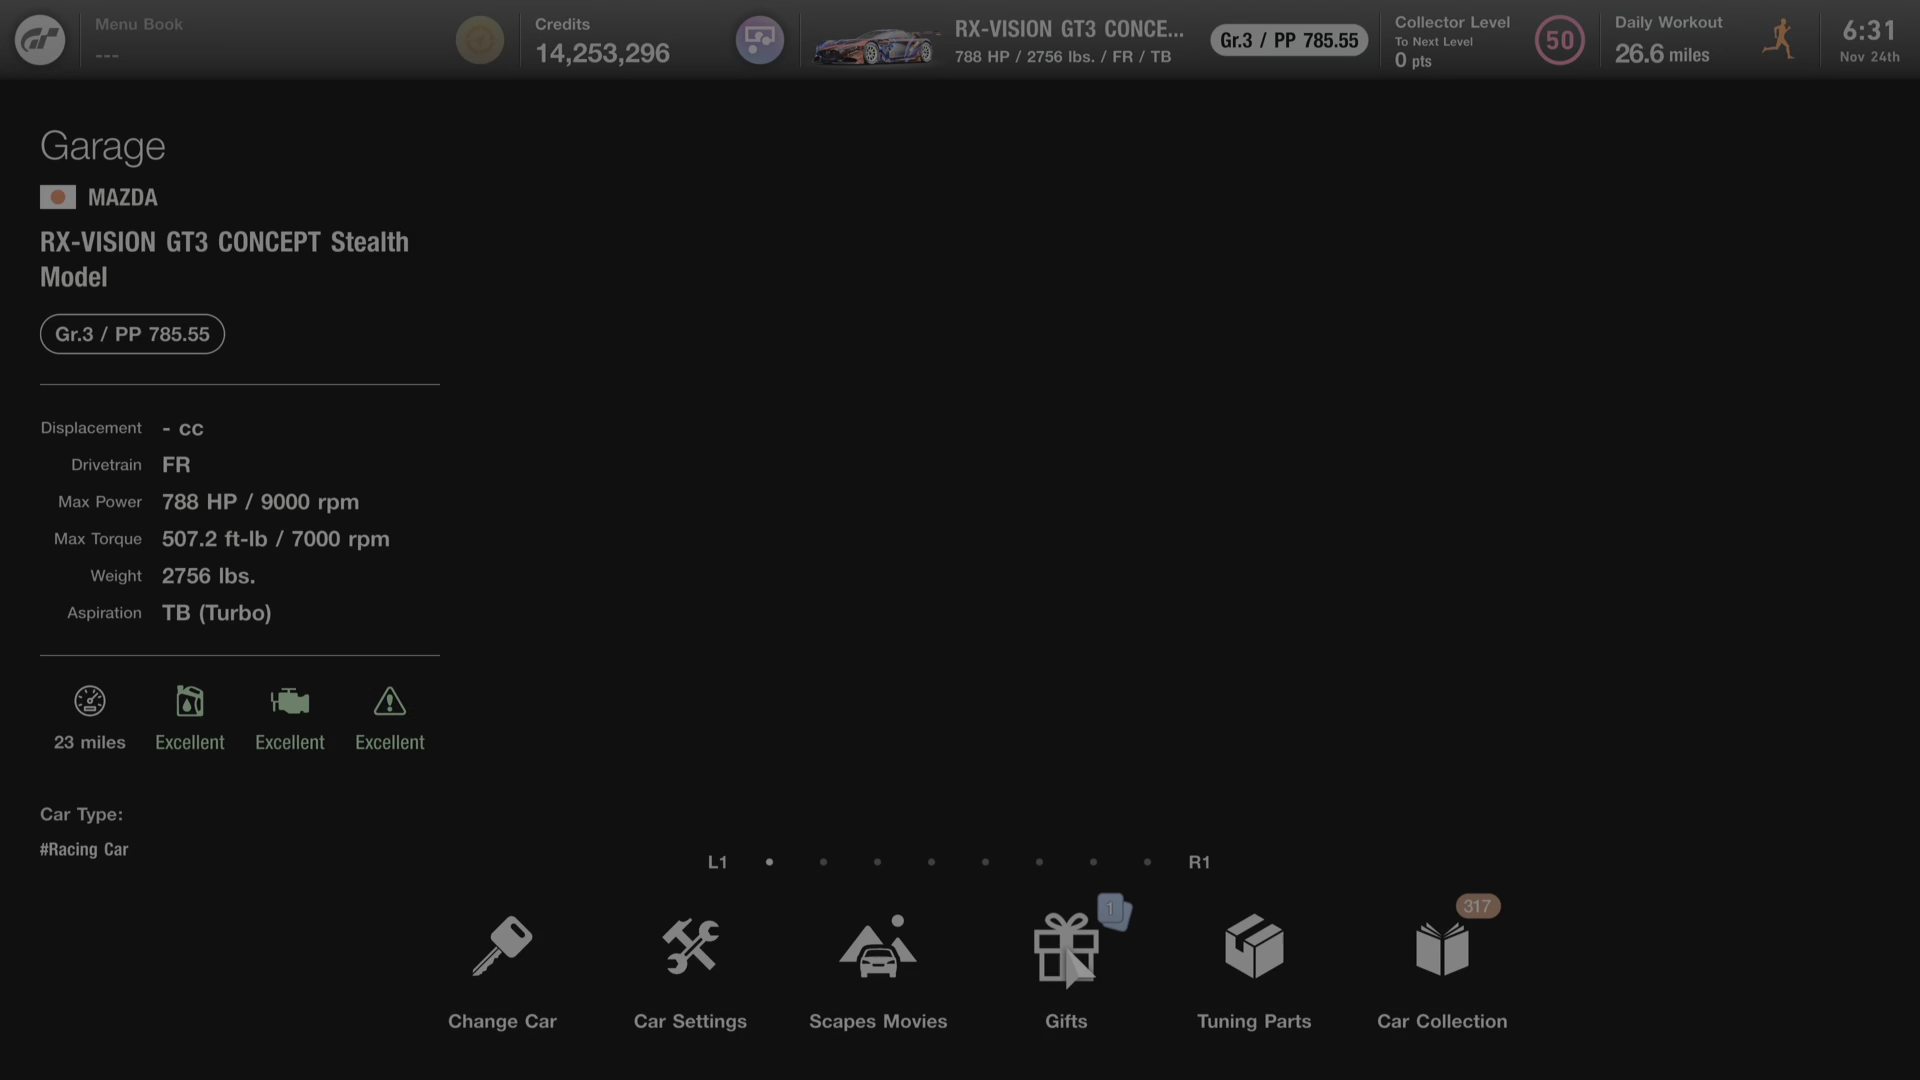 Menu Book
---
Credits
14,253,296
RX-VISION GT3 CONCE...
788 HP / 2756 lbs. / FR / TB
Gr.3 / PP 785.55
Collector Level
To Next Level
0 pts
50
Daily Workout
26.6 miles
6:31
Nov 24th
Garage
MAZDA
RX-VISION GT3 CONCEPT Stealth
Model
Gr.3 / PP 785.55
Displacement - cc
Drivetrain FR
Max Power 788 HP / 9000 rpm
Max Torque 507.2 ft-lb / 7000 rpm
Weight 2756 lbs.
Aspiration TB (Turbo)
23 miles Excellent Excellent Excellent
Car Type:
#Racing Car
L1 R1
1
317
Change Car Car Settings Scapes Movies Gifts Tuning Parts Car Collection